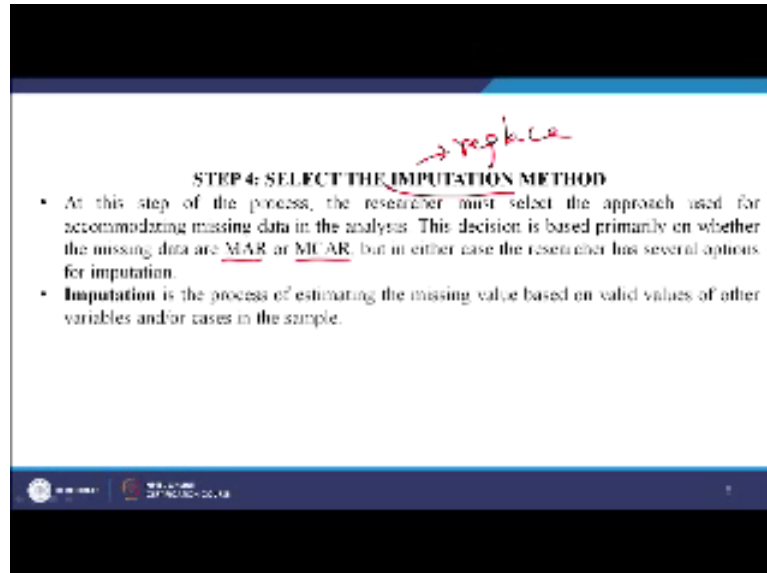 → replace
STEP 4: SELECT THE IMPUTATION METHOD
• At this step of the process, the researcher must select the approach used for
accommodating missing data in the analysis. This decision is based primarily on whether
the missing data are MAR or MCAR, but in either case the researcher has several options
for imputation.
• Imputation is the process of estimating the missing value based on valid values of other
variables and/or cases in the sample.
CERTIFICATION COURSE